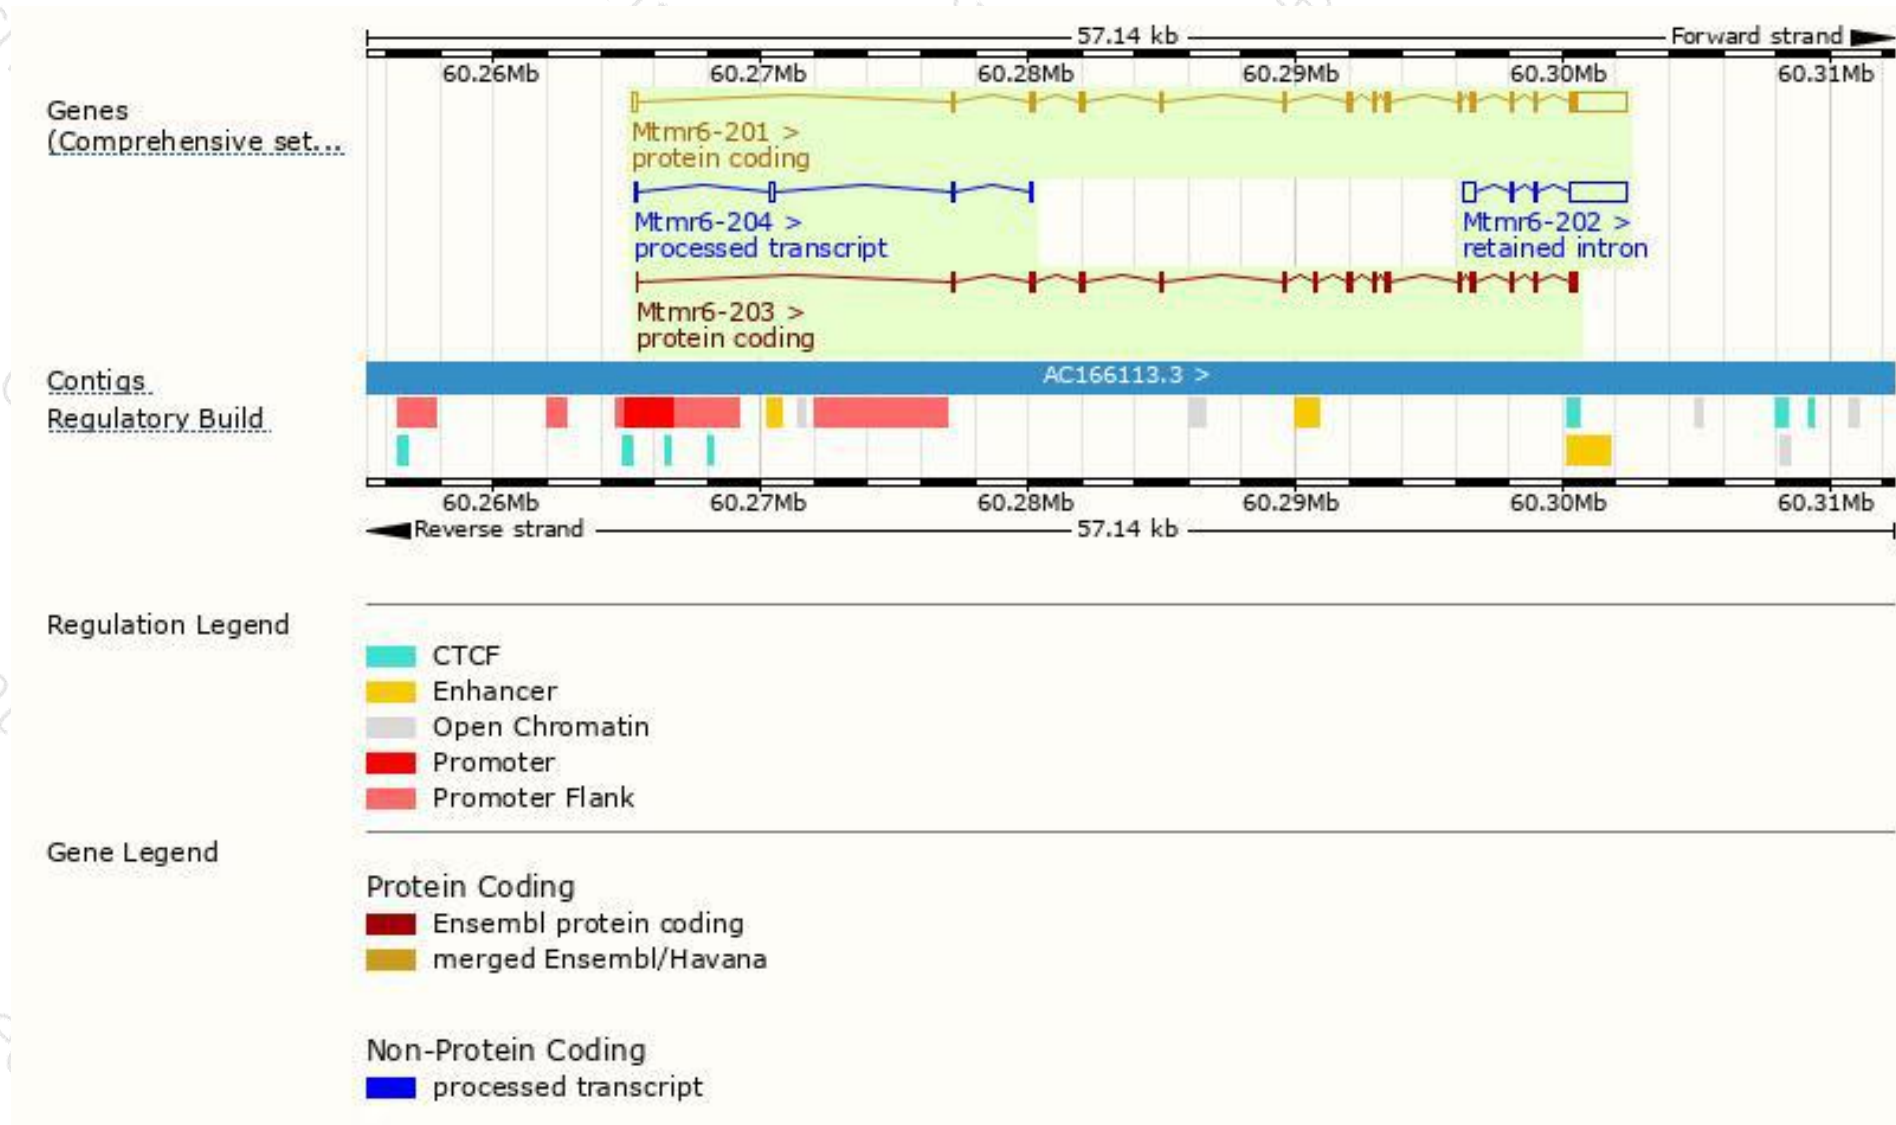 57.14 kb Forward strand
60.26Mb 60.27Mb 60.28Mb 60.29Mb 60.30Mb 60.31Mb
Genes
(Comprehensive set...
Mtmr6-201 >
protein coding
Mtmr6-204 > Mtmr6-202 >
processed transcript retained intron
Mtmr6-203 >
protein coding
Contigs AC166113.3 >
Regulatory Build
60.26Mb 60.27Mb 60.28Mb 60.29Mb 60.30Mb 60.31Mb
Reverse strand 57.14 kb
Regulation Legend
CTCF
Enhancer
Open Chromatin
Promoter
Promoter Flank
Gene Legend
Protein Coding
Ensembl protein coding
merged Ensembl/Havana
Non-Protein Coding
processed transcript